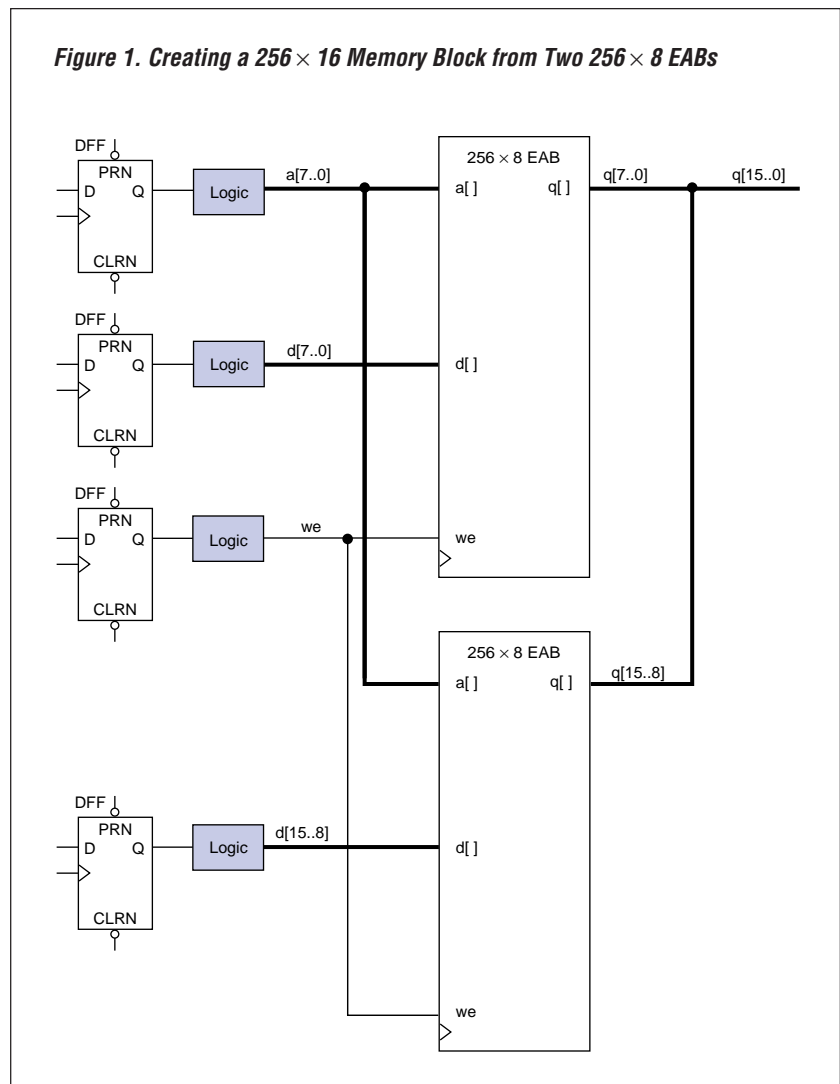 Figure 1. Creating a 256 × 16 Memory Block from Two 256 × 8 EABs
DFF
PRN
D Q
CLRN
Logic
a[7..0]
256 × 8 EAB
a[ ] q[ ]
q[7..0]
q[15..0]
DFF
PRN
D Q
CLRN
Logic
d[7..0]
d[ ]
DFF
PRN
D Q
CLRN
Logic
we
we
256 × 8 EAB
a[ ] q[ ]
q[15..8]
DFF
PRN
D Q
CLRN
Logic
d[15..8]
d[ ]
we